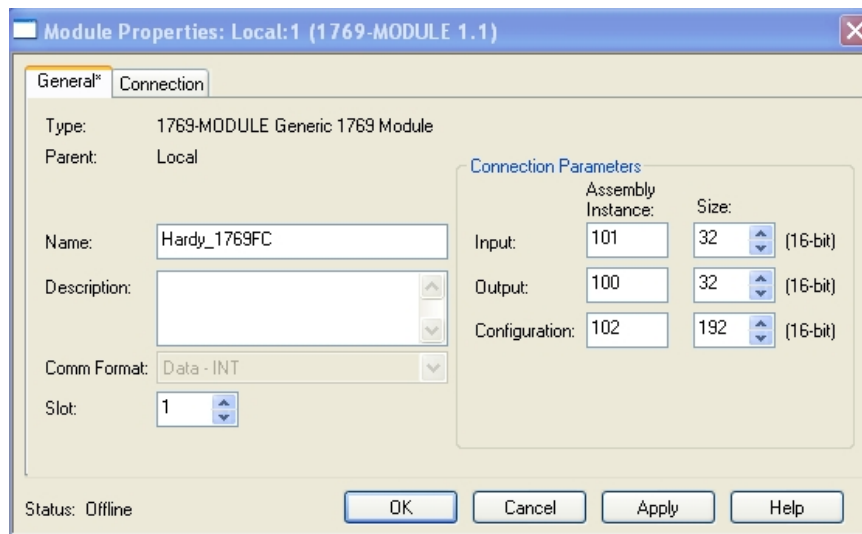 Module Properties: Local:1 (1769-MODULE 1.1)
General* Connection
Type: 1769-MODULE Generic 1769 Module
Parent: Local
Connection Parameters
Assembly Instance: Size:
Name: Hardy_1769FC
Input: 101 32 (16-bit)
Description:
Output: 100 32 (16-bit)
Configuration: 102 192 (16-bit)
Comm Format: Data - INT
Slot: 1
Status: Offline OK Cancel Apply Help